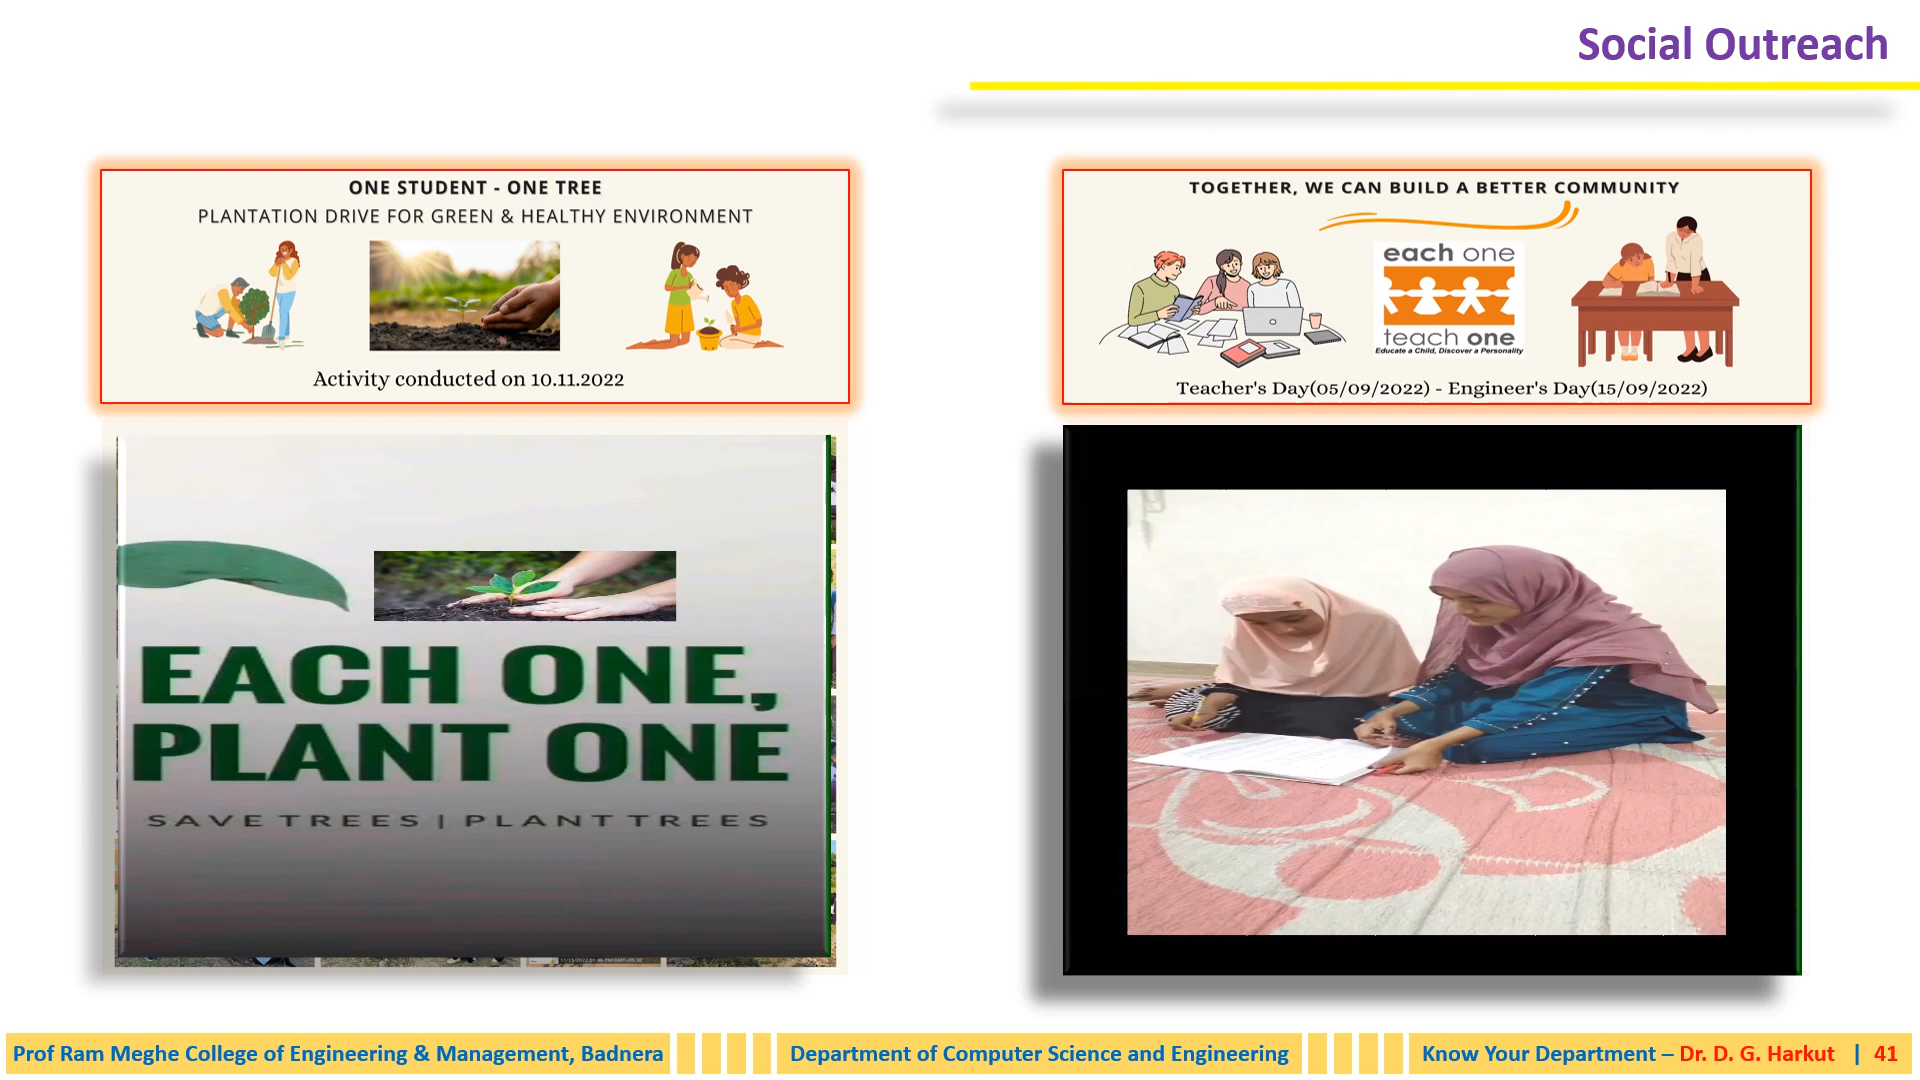 Social Outreach
ONE STUDENT - ONE TREE
PLANTATION DRIVE FOR GREEN & HEALTHY ENVIRONMENT
Activity conducted on 10.11.2022
TOGETHER, WE CAN BUILD A BETTER COMMUNITY
each one
teach one
Educate a Child, Discover a Personality
Teacher's Day(05/09/2022) - Engineer's Day(15/09/2022)
EACH ONE,
PLANT ONE
SAVE TREES | PLANT TREES
Prof Ram Meghe College of Engineering & Management, Badnera
Department of Computer Science and Engineering
Know Your Department – Dr. D. G. Harkut | 41